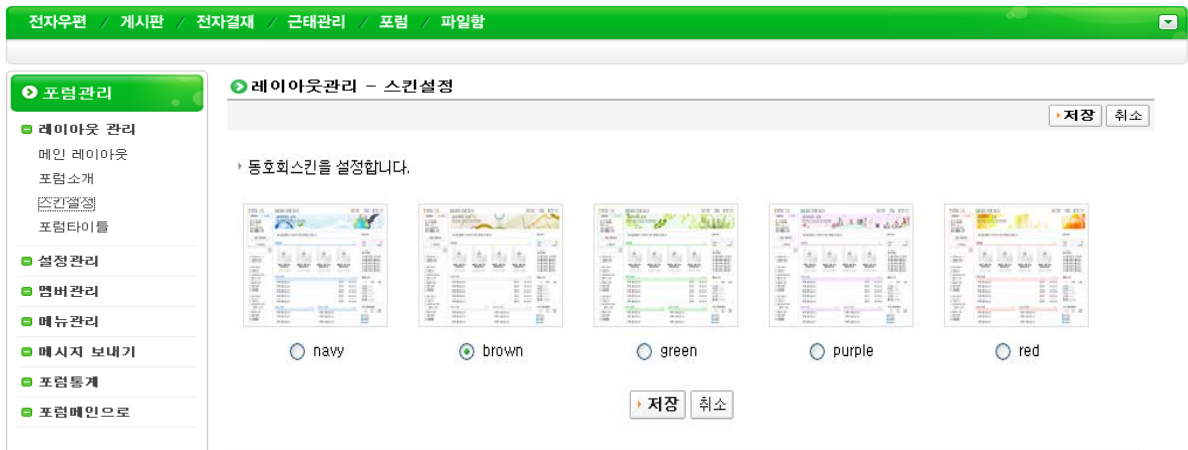 전자우편 / 게시판 / 전자결재 / 근태관리 / 포럼 / 파일함
포럼관리
레이아웃 관리
메인 레이아웃
포럼소개
스킨설정
포럼타이틀
설정관리
멤버관리
메뉴관리
메시지 보내기
포럼통계
포럼메인으로
레이아웃관리 - 스킨설정
저장 취소
동호회스킨을 설정합니다.
navy brown green purple red
저장 취소